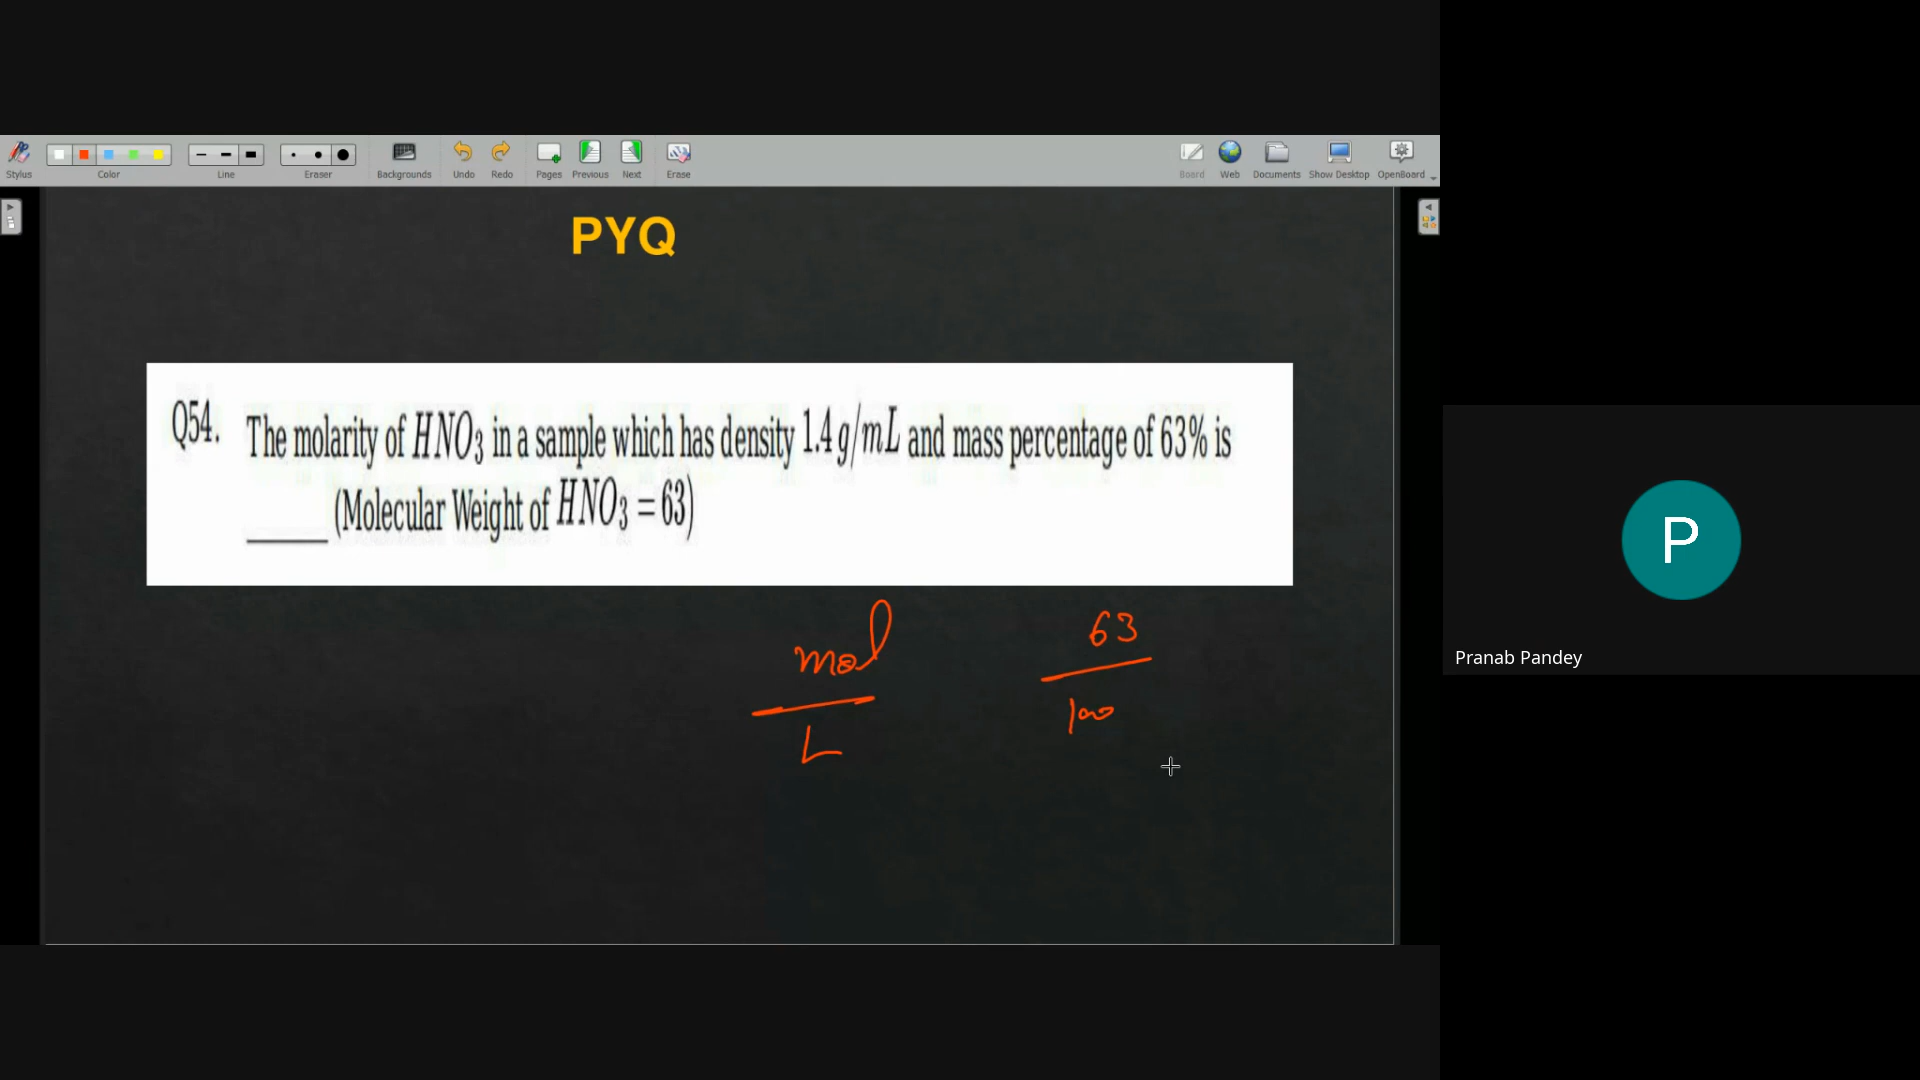 Stylus Color Line Eraser Backgrounds Undo Redo Pages Previous Next Erase Board Web Documents Show Desktop OpenBoard
PYQ
Q54. The molarity of HNO3 in a sample which has density 1.4 g/mL and mass percentage of 63% is
_____ (Molecular Weight of HNO3 = 63)
mol
L
63
100
P
Pranab Pandey